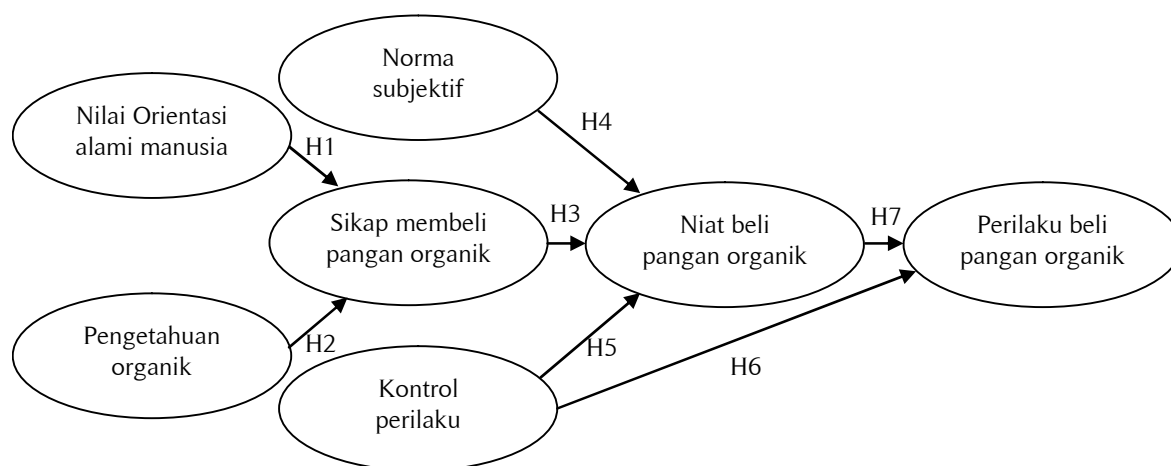 Norma
subjektif
Nilai Orientasi
alami manusia
H1
H4
Sikap membeli
pangan organik
H3
Niat beli
pangan organik
H7
Perilaku beli
pangan organik
Pengetahuan
organik
H2
Kontrol
perilaku
H5
H6